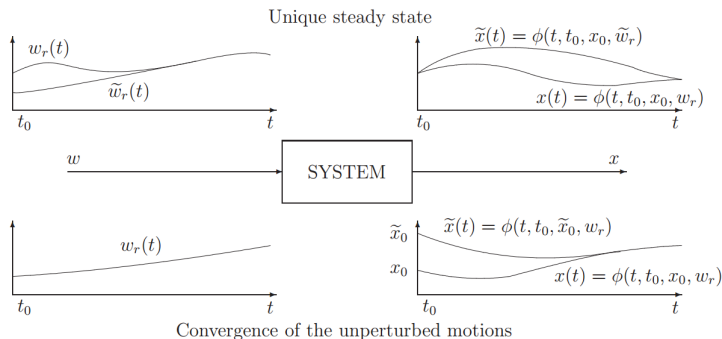 Unique steady state
w_r(t)
w̃_r(t)
t_0
t
x̃(t) = ϕ(t, t_0, x_0, w̃_r)
x(t) = ϕ(t, t_0, x_0, w_r)
t_0
t
w
SYSTEM
x
w_r(t)
t_0
t
x̃_0
x̃(t) = ϕ(t, t_0, x̃_0, w_r)
x_0
x(t) = ϕ(t, t_0, x_0, w_r)
t_0
t
Convergence of the unperturbed motions